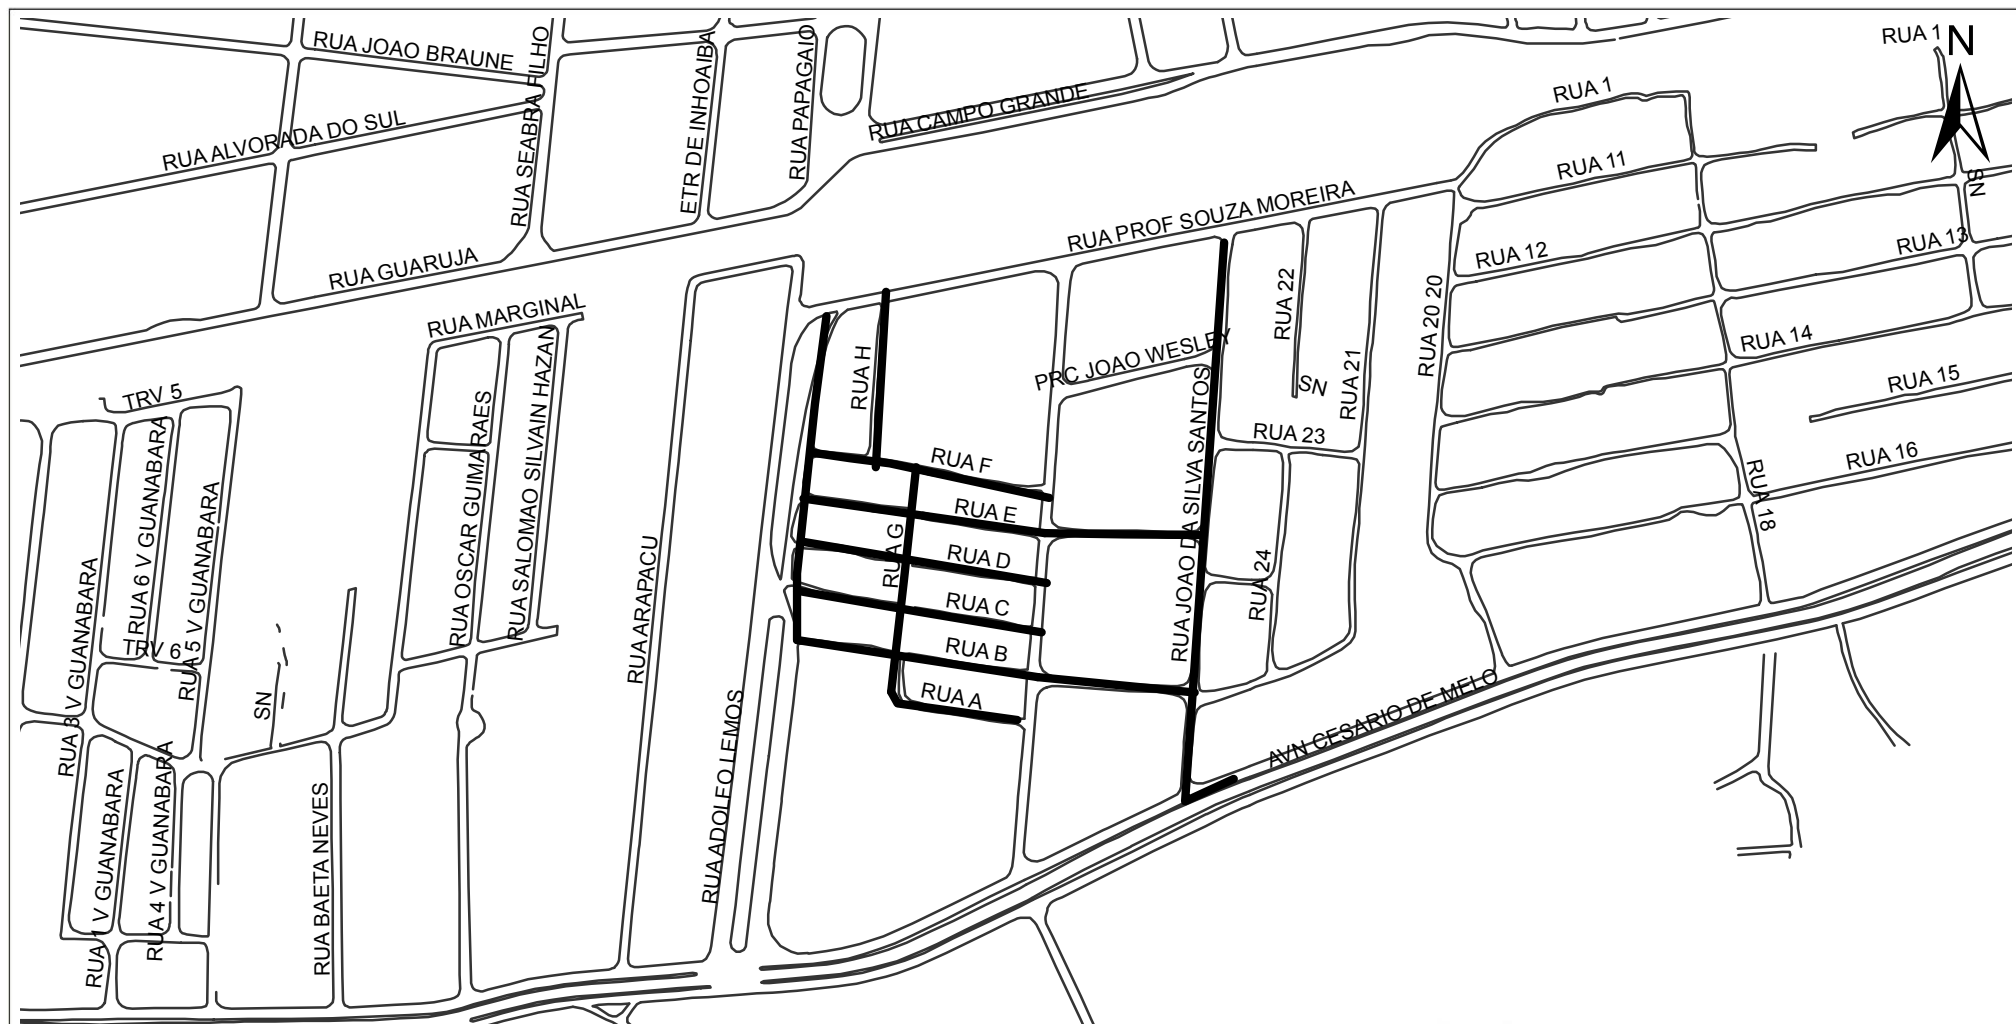 RUA JOAO BRAUNE
RUA SEABRA FILHO
ETR DE INHOAIBA
RUA PAPAGAIO
RUA 1
N
RUA 1
RUA CAMPO GRANDE
RUA ALVORADA DO SUL
RUA 11
SN
RUA PROF SOUZA MOREIRA
RUA 13
RUA 12
RUA GUARUJA
RUA MARGINAL
RUA 22
RUA 20 20
RUA 14
PRC JOAO WESLEY
RUA H
SN
RUA 21
RUA 15
TRV 5
RUA SALOMAO SILVAIN HAZAN
RUA OSCAR GUIMARAES
RUA 6 V GUANABARA
RUA 5 V GUANABARA
RUA 3 V GUANABARA
RUA 23
RUA JOAO DA SILVA SANTOS
RUA F
RUA 16
RUA 18
RUA E
RUA G
RUA D
RUA 24
RUA ARAPACU
RUA C
RUA B
TRV 6
SN
RUA A
AVN CESARIO DE MELO
RUA ADOLFO LEMOS
RUA 1 V GUANABARA
RUA 4 V GUANABARA
RUA BAETA NEVES